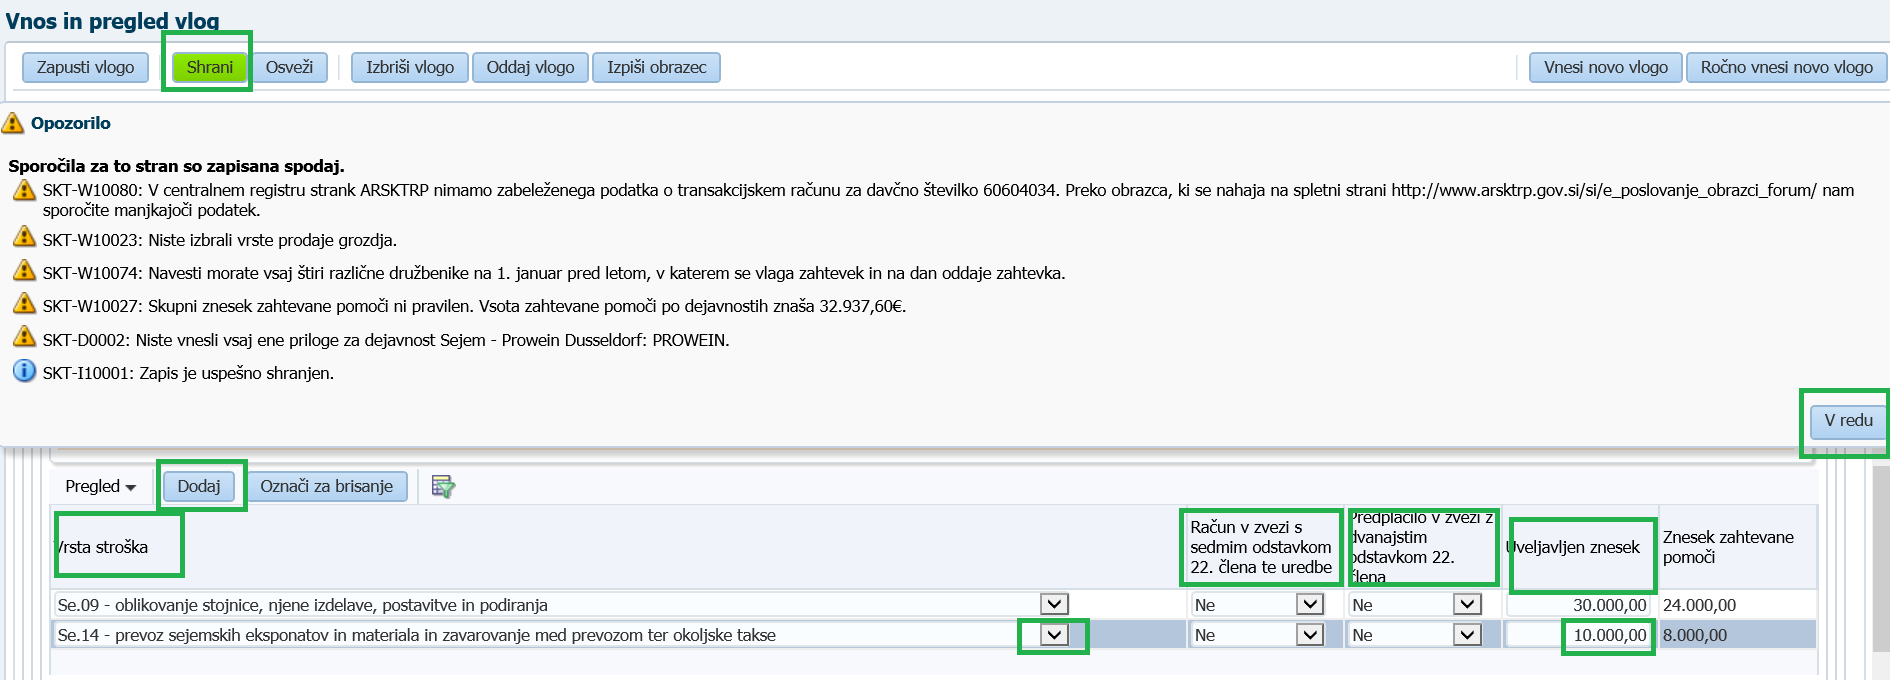 Vnos in pregled vlog
Zapusti vlogo Shrani Osveži Izbriši vlogo Oddaj vlogo Izpiši obrazec Vnesi novo vlogo Ročno vnesi novo vlogo
Opozorilo
Sporočila za to stran so zapisana spodaj.
SKT-W10080: V centralnem registru strank ARSKTRP nimamo zabeleženega podatka o transakcijskem računu za davčno številko 60604034. Preko obrazca, ki se nahaja na spletni strani http://www.arsktrp.gov.si/si/e_poslovanje_obrazci_forum/ nam
sporočite manjkajoči podatek.
SKT-W10023: Niste izbrali vrste prodaje grozdja.
SKT-W10074: Navesti morate vsaj štiri različne družbenike na 1. januar pred letom, v katerem se vlaga zahtevek in na dan oddaje zahtevka.
SKT-W10027: Skupni znesek zahtevane pomoči ni pravilen. Vsota zahtevane pomoči po dejavnostih znaša 32.937,60€.
SKT-D0002: Niste vnesli vsaj ene priloge za dejavnost Sejem - Prowein Dusseldorf: PROWEIN.
SKT-I10001: Zapis je uspešno shranjen.
V redu
Pregled Dodaj Označi za brisanje
Vrsta stroška
Račun v zvezi s
sedmim odstavkom
22. člena te uredbe
Predplačilo v zvezi z
dvanajstim
odstavkom 22.
člena
Uveljavljen znesek
Znesek zahtevane
pomoči
Se.09 - oblikovanje stojnice, njene izdelave, postavitve in podiranja Ne Ne 30.000,00 24.000,00
Se.14 - prevoz sejemskih eksponatov in materiala in zavarovanje med prevozom ter okoljske takse Ne Ne 10.000,00 8.000,00